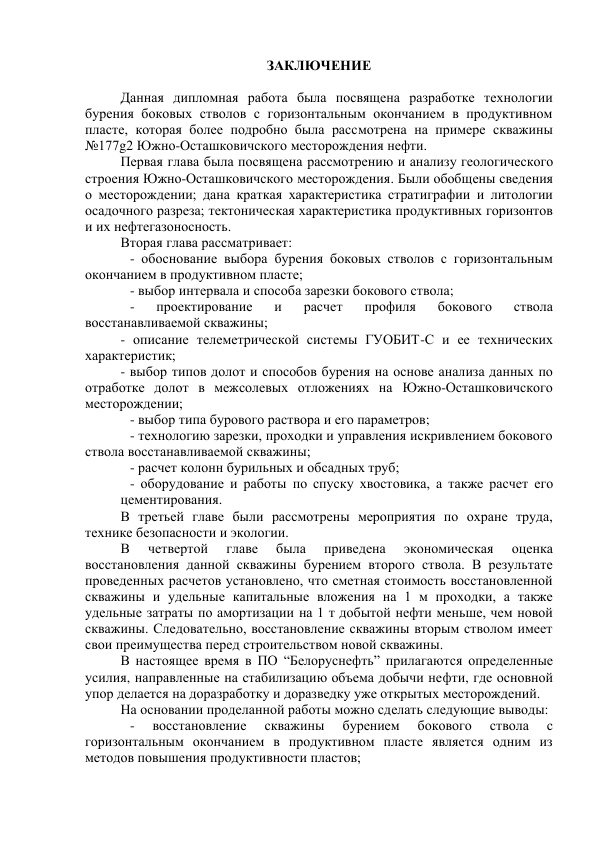 ЗАКЛЮЧЕНИЕ
Данная дипломная работа была посвящена разработке технологии
бурения боковых стволов с горизонтальным окончанием в продуктивном
пласте, которая более подробно была рассмотрена на примере скважины
№177g2 Южно-Осташковичского месторождения нефти.
Первая глава была посвящена рассмотрению и анализу геологического
строения Южно-Осташковичского месторождения. Были обобщены сведения
о месторождении; дана краткая характеристика стратиграфии и литологии
осадочного разреза; тектоническая характеристика продуктивных горизонтов
и их нефтегазоносность.
Вторая глава рассматривает:
- обоснование выбора бурения боковых стволов с горизонтальным
окончанием в продуктивном пласте;
- выбор интервала и способа зарезки бокового ствола;
- проектирование и расчет профиля бокового ствола
восстанавливаемой скважины;
- описание телеметрической системы ГУОБИТ-С и ее технических
характеристик;
- выбор типов долот и способов бурения на основе анализа данных по
отработке долот в межсолевых отложениях на Южно-Осташковичского
месторождении;
- выбор типа бурового раствора и его параметров;
- технологию зарезки, проходки и управления искривлением бокового
ствола восстанавливаемой скважины;
- расчет колонн бурильных и обсадных труб;
- оборудование и работы по спуску хвостовика, а также расчет его
цементирования.
В третьей главе были рассмотрены мероприятия по охране труда,
технике безопасности и экологии.
В четвертой главе была приведена экономическая оценка
восстановления данной скважины бурением второго ствола. В результате
проведенных расчетов установлено, что сметная стоимость восстановленной
скважины и удельные капитальные вложения на 1 м проходки, а также
удельные затраты по амортизации на 1 т добытой нефти меньше, чем новой
скважины. Следовательно, восстановление скважины вторым стволом имеет
свои преимущества перед строительством новой скважины.
В настоящее время в ПО “Белоруснефть” прилагаются определенные
усилия, направленные на стабилизацию объема добычи нефти, где основной
упор делается на доразработку и доразведку уже открытых месторождений.
На основании проделанной работы можно сделать следующие выводы:
- восстановление скважины бурением бокового ствола с
горизонтальным окончанием в продуктивном пласте является одним из
методов повышения продуктивности пластов;